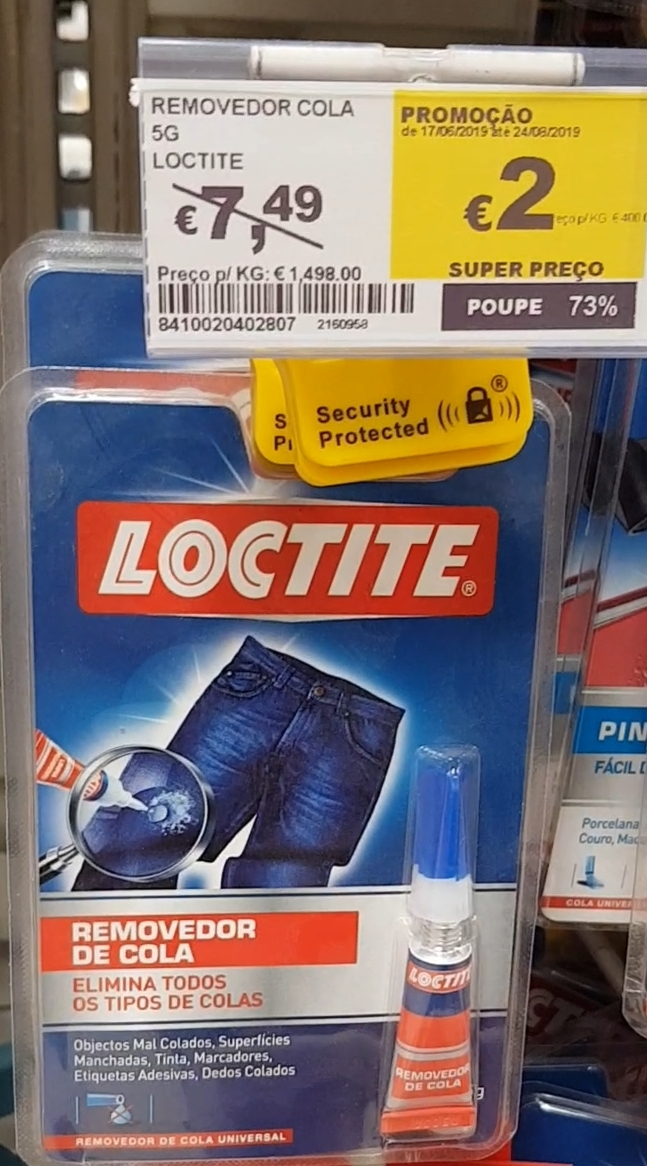 REMOVEDOR COLA
5G
LOCTITE
€7,49
Preço p/ KG: € 1,498.00
8410020402807 2160958
PROMOÇÃO
de 17/06/2019 até 24/08/2019
€2
p/KG: € 400
SUPER PREÇO
POUPE 73%
Security
Protected
®
LOCTITE®
REMOVEDOR
DE COLA
ELIMINA TODOS
OS TIPOS DE COLAS
Objectos Mal Colados, Superfícies
Manchadas, Tinta, Marcadores,
Etiquetas Adesivas, Dedos Colados
REMOVEDOR DE COLA UNIVERSAL
LOCTITE
REMOVEDOR
DE COLA
PIN
FÁCIL
Porcelana
Couro,
COLA